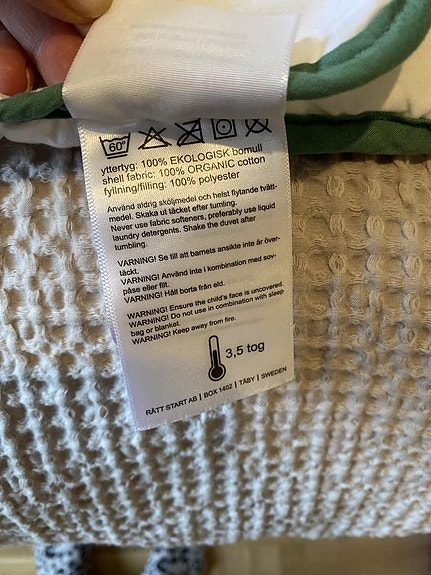 60°
yttertyg: 100% EKOLOGISK bomull
shell fabric: 100% ORGANIC cotton
fyllning/filling: 100% polyester
Använd aldrig sköljmedel och helst flytande tvätt-
medel. Skaka ut täcket efter tumling.
Never use fabric softeners, preferably use liquid
laundry detergents. Shake the duvet after
tumbling.
VARNING! Se till att barnets ansikte inte är över-
täckt.
VARNING! Använd inte i kombination med sov-
påse eller filt.
VARNING! Håll borta från eld.
WARNING! Ensure the child's face is uncovered.
WARNING! Do not use in combination with sleep
bag or blanket.
WARNING! Keep away from fire.
3,5 tog
RÄTT START AB | BOX 1402 | TÄBY | SWEDEN